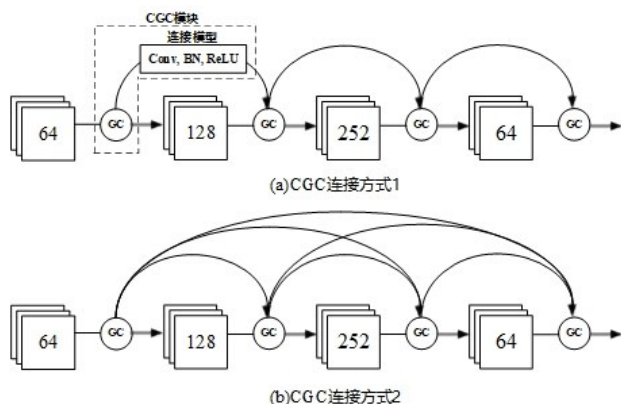 CGC模块
连接模型
Conv, BN, ReLU
64 GC 128 GC 252 GC 64 GC
(a)CGC连接方式1
64 GC 128 GC 252 GC 64 GC
(b)CGC连接方式2